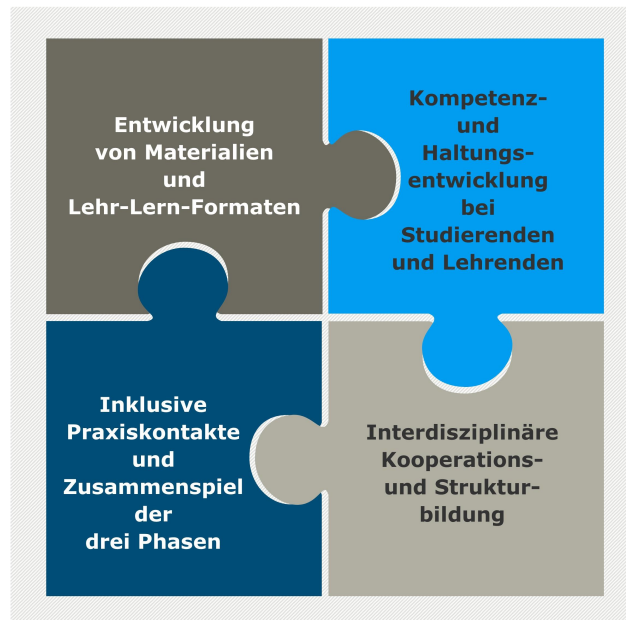 Entwicklung
von Materialien
und
Lehr-Lern-Formaten
Kompetenz-
und
Haltungs-
entwicklung
bei
Studierenden
und Lehrenden
Inklusive
Praxiskontakte
und
Zusammenspiel
der
drei Phasen
Interdisziplinäre
Kooperations-
und Struktur-
bildung